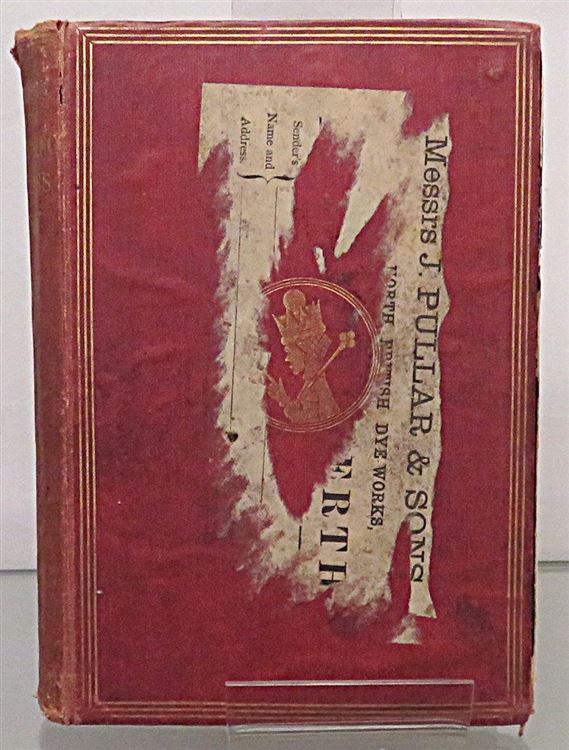 Messrs J. PULLAR & SONS
NORTH BRITISH DYE WORKS,
ERTH
Sender's
Name and
Address.